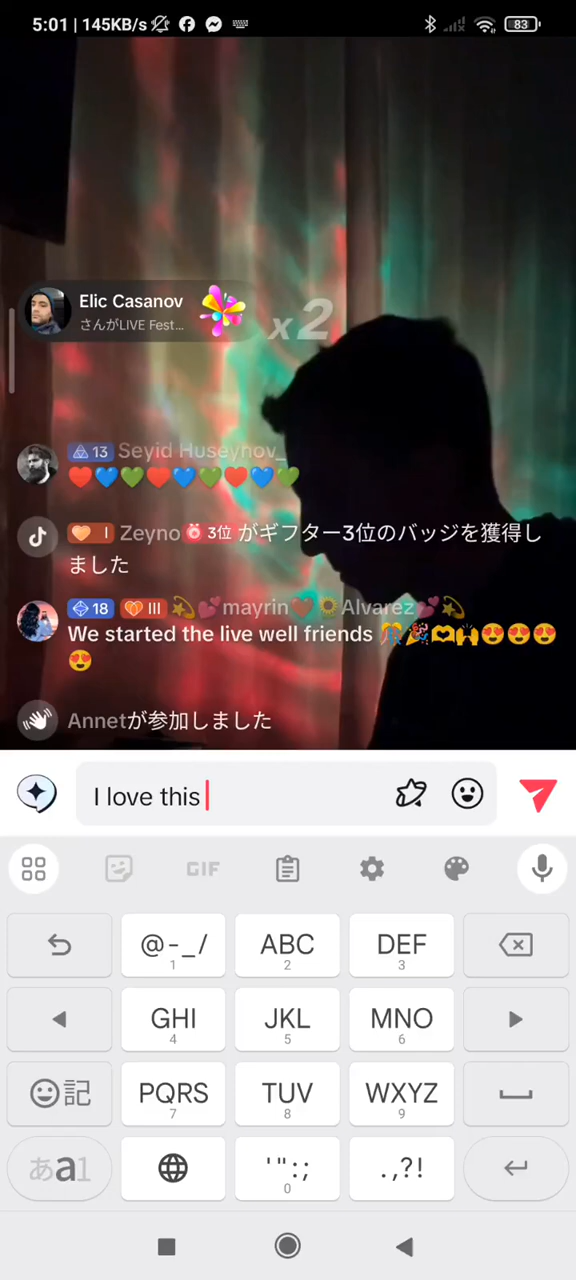 5:01 | 145KB/s
83
Elic Casanov
さんがLIVE Fest...
x2
13 Seyid Huseynov_
❤️💙💚❤️💙💚❤️💙💚
I Zeyno 3位 がギフター3位のバッジを獲得し
ました
18 III 💫💕mayrin❤️🌻Alvarez💕💫
We started the live well friends 🎊🎉🫶🙌😍😍😍
😍
Annetが参加しました
I love this
GIF
@-_/ ABC DEF
1 2 3
GHI JKL MNO
4 5 6
記 PQRS TUV WXYZ
7 8 9
あa1 '":; .,?!
0